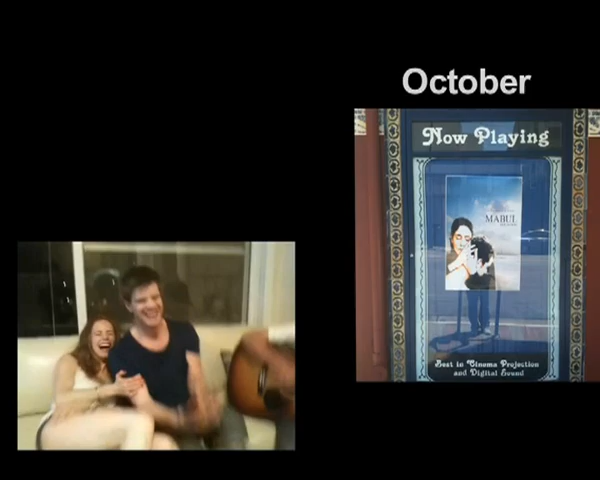 October
Now Playing
MABUL
Best in Cinema Projection
and Digital Sound